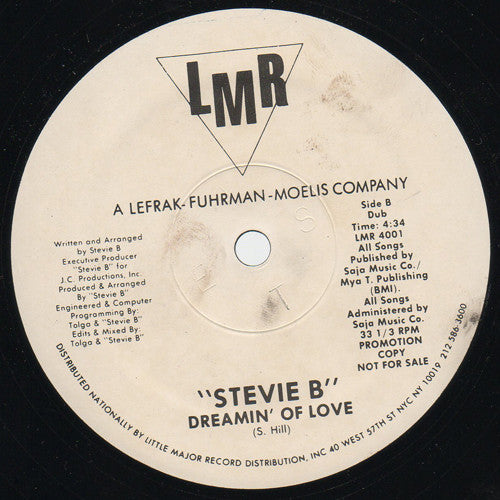 LMR
A LEFRAK-FUHRMAN-MOELIS COMPANY
Written and Arranged
by Stevie B
Executive Producer
"Stevie B" for
J.C. Productions, Inc.
Produced & Arranged
By "Stevie B"
Engineered & Computer
Programming By:
Tolga & "Stevie B"
Edits & Mixed By:
Tolga & "Stevie B"
Side B
Dub
Time: 4:34
LMR 4001
All Songs
Published by
Saja Music Co./
Mya T. Publishing
(BMI).
All Songs
Administered by
Saja Music Co.
33 1/3 RPM
PROMOTION
COPY
NOT FOR SALE
"STEVIE B"
DREAMIN' OF LOVE
(S. Hill)
DISTRIBUTED NATIONALLY BY LITTLE MAJOR RECORD DISTRIBUTION, INC 40 WEST 57TH ST NYC NY 10019 212 586-3600